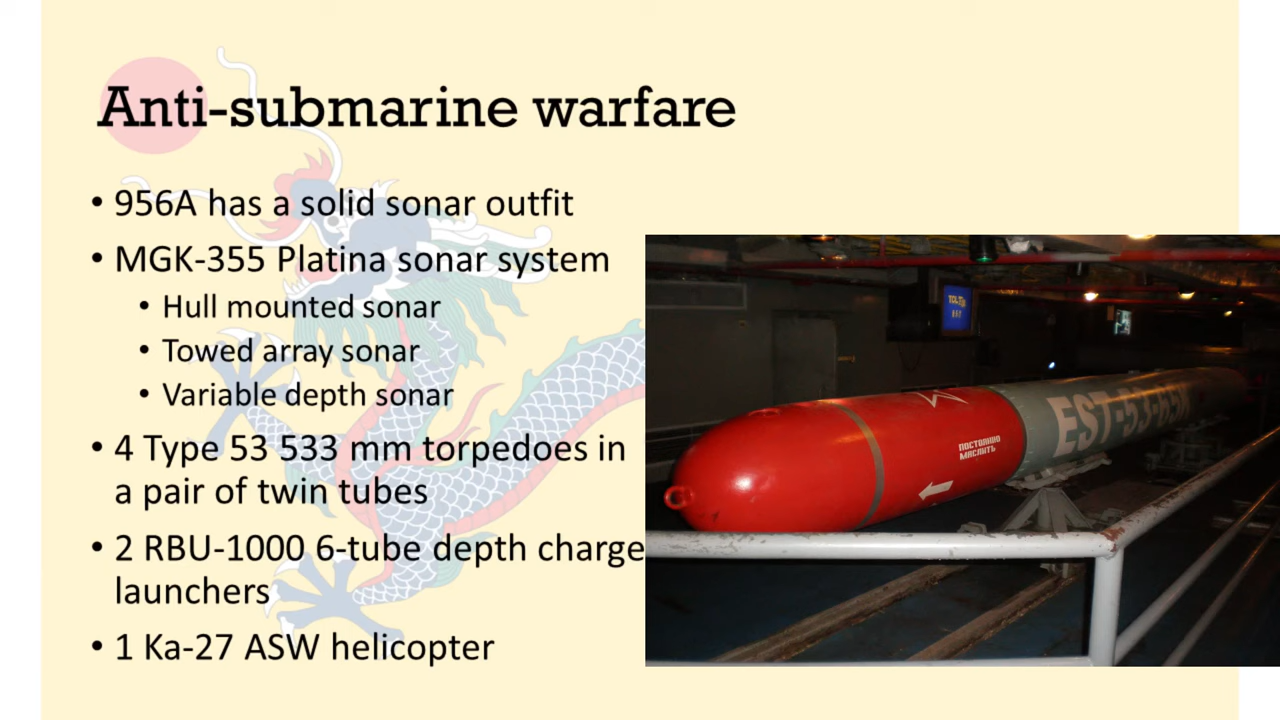 Anti-submarine warfare
• 956A has a solid sonar outfit
• MGK-355 Platina sonar system
• Hull mounted sonar
• Towed array sonar
• Variable depth sonar
• 4 Type 53 533 mm torpedoes in
a pair of twin tubes
• 2 RBU-1000 6-tube depth charge
launchers
• 1 Ka-27 ASW helicopter
ПОСТОЯННО
МАСЛИТЬ